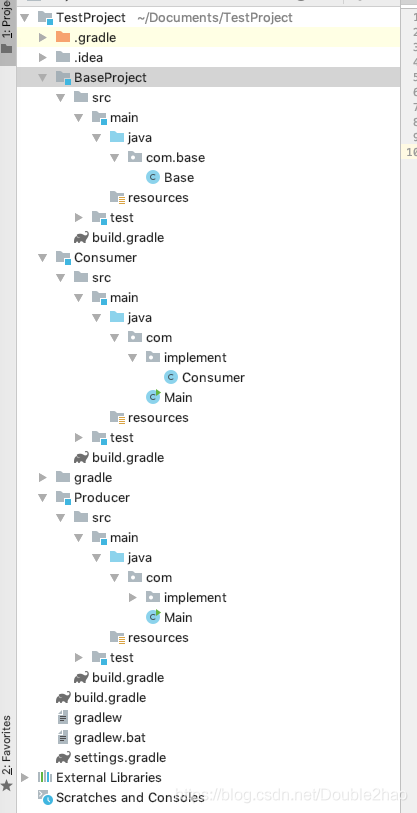 1: Proje
TestProject ~/Documents/TestProject
.gradle
.idea
BaseProject
src
main
java
com.base
Base
resources
test
build.gradle
Consumer
src
main
java
com
implement
Consumer
Main
resources
test
build.gradle
gradle
Producer
src
main
java
com
implement
Main
resources
test
build.gradle
build.gradle
gradlew
gradlew.bat
settings.gradle
External Libraries
Scratches and Consoles
2: Favorites
1
2
3
4
5
6
7
8
9
10
https://blog.csdn.net/Double2hao